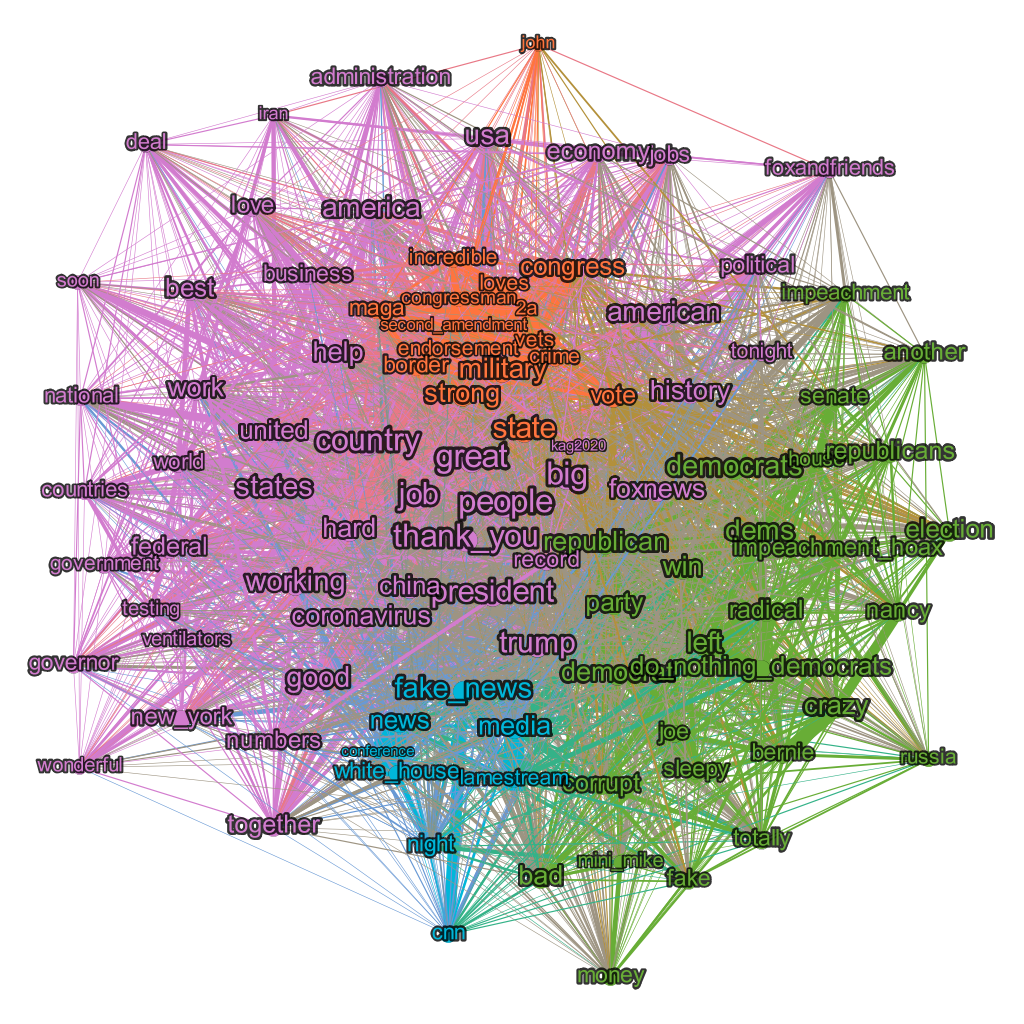 john
administration
iran
usa
deal
economy
jobs
foxandfriends
love
america
incredible
congress
political
business
loves
soon
best
congressman
impeachment
maga
2a
american
second_amendment
vets
help
endorsement
crime
tonight
another
border
military
work
strong
vote
history
senate
national
united
state
country
kag2020
great
republicans
house
world
democrats
big
countries
states
foxnews
job
people
hard
thank_you
dems
election
republican
impeachment_hoax
federal
record
government
win
working
china
president
party
testing
coronavirus
radical
nancy
ventilators
trump
left
governor
democrat
do_nothing_democrats
good
fake_news
crazy
new_york
news
media
joe
numbers
conference
bernie
russia
wonderful
white_house
lamestream
corrupt
sleepy
together
night
totally
mini_mike
bad
fake
cnn
money